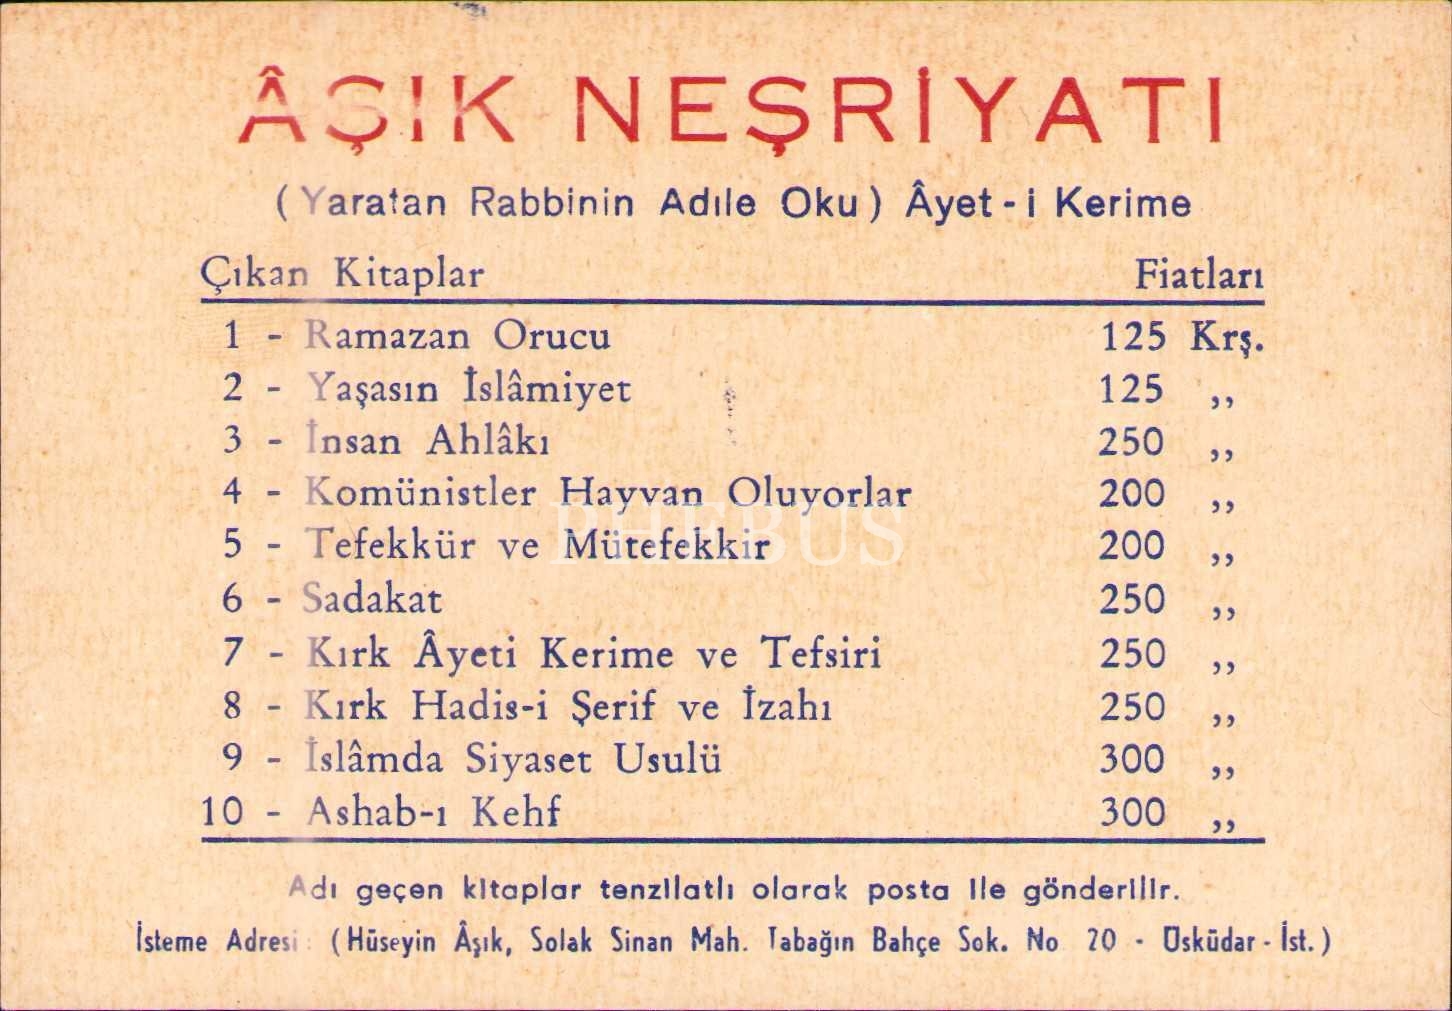 ÂŞIK NEŞRİYATI
(Yaratan Rabbinin Adıle Oku) Âyet-i Kerime
Çıkan Kitaplar Fiatları
1 - Ramazan Orucu 125 Krş.
2 - Yaşasın İslâmiyet 125 ,,
3 - İnsan Ahlâkı 250 ,,
4 - Komünistler Hayvan Oluyorlar 200 ,,
5 - Tefekkür ve Mütefekkir 200 ,,
6 - Sadakat 250 ,,
7 - Kırk Âyeti Kerime ve Tefsiri 250 ,,
8 - Kırk Hadis-i Şerif ve İzahı 250 ,,
9 - İslâmda Siyaset Usulü 300 ,,
10 - Ashab-ı Kehf 300 ,,
PHEBUS
Adı geçen kitaplar tenzilatlı olarak posta ile gönderilir.
İsteme Adresi : (Hüseyin Âşık, Solak Sinan Mah. Tabağın Bahçe Sok. No 20 - Üsküdar - İst.)